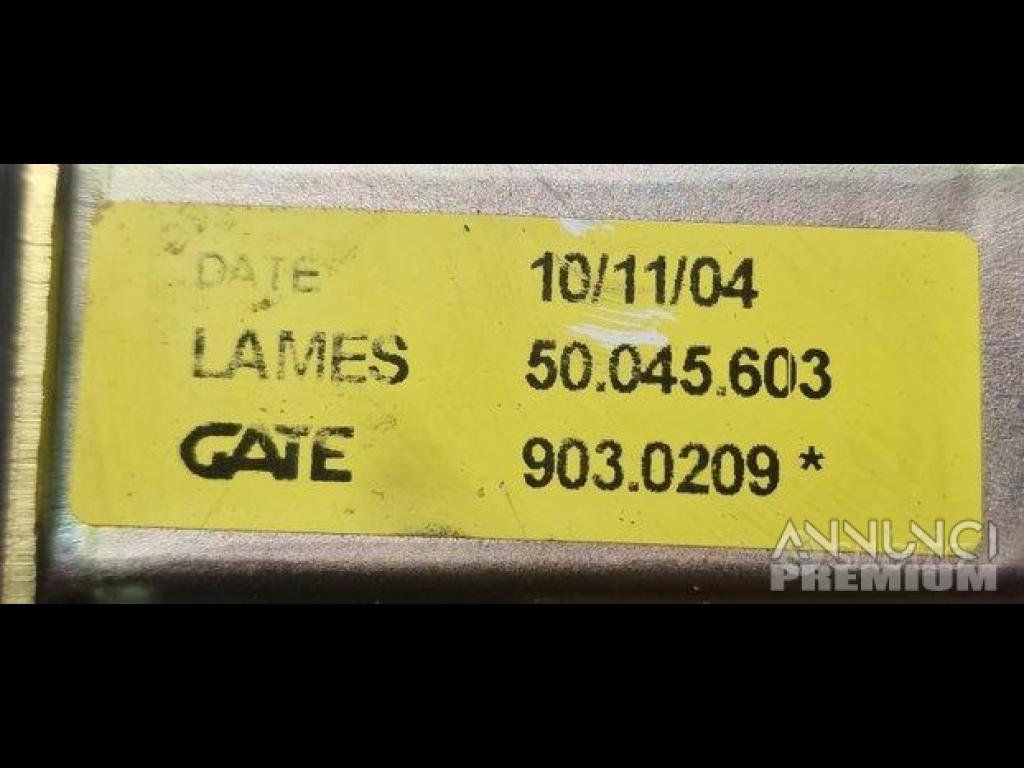 DATE 10/11/04
LAMES 50.045.603
GATE 903.0209 *
ANNUNCI
PREMIUM